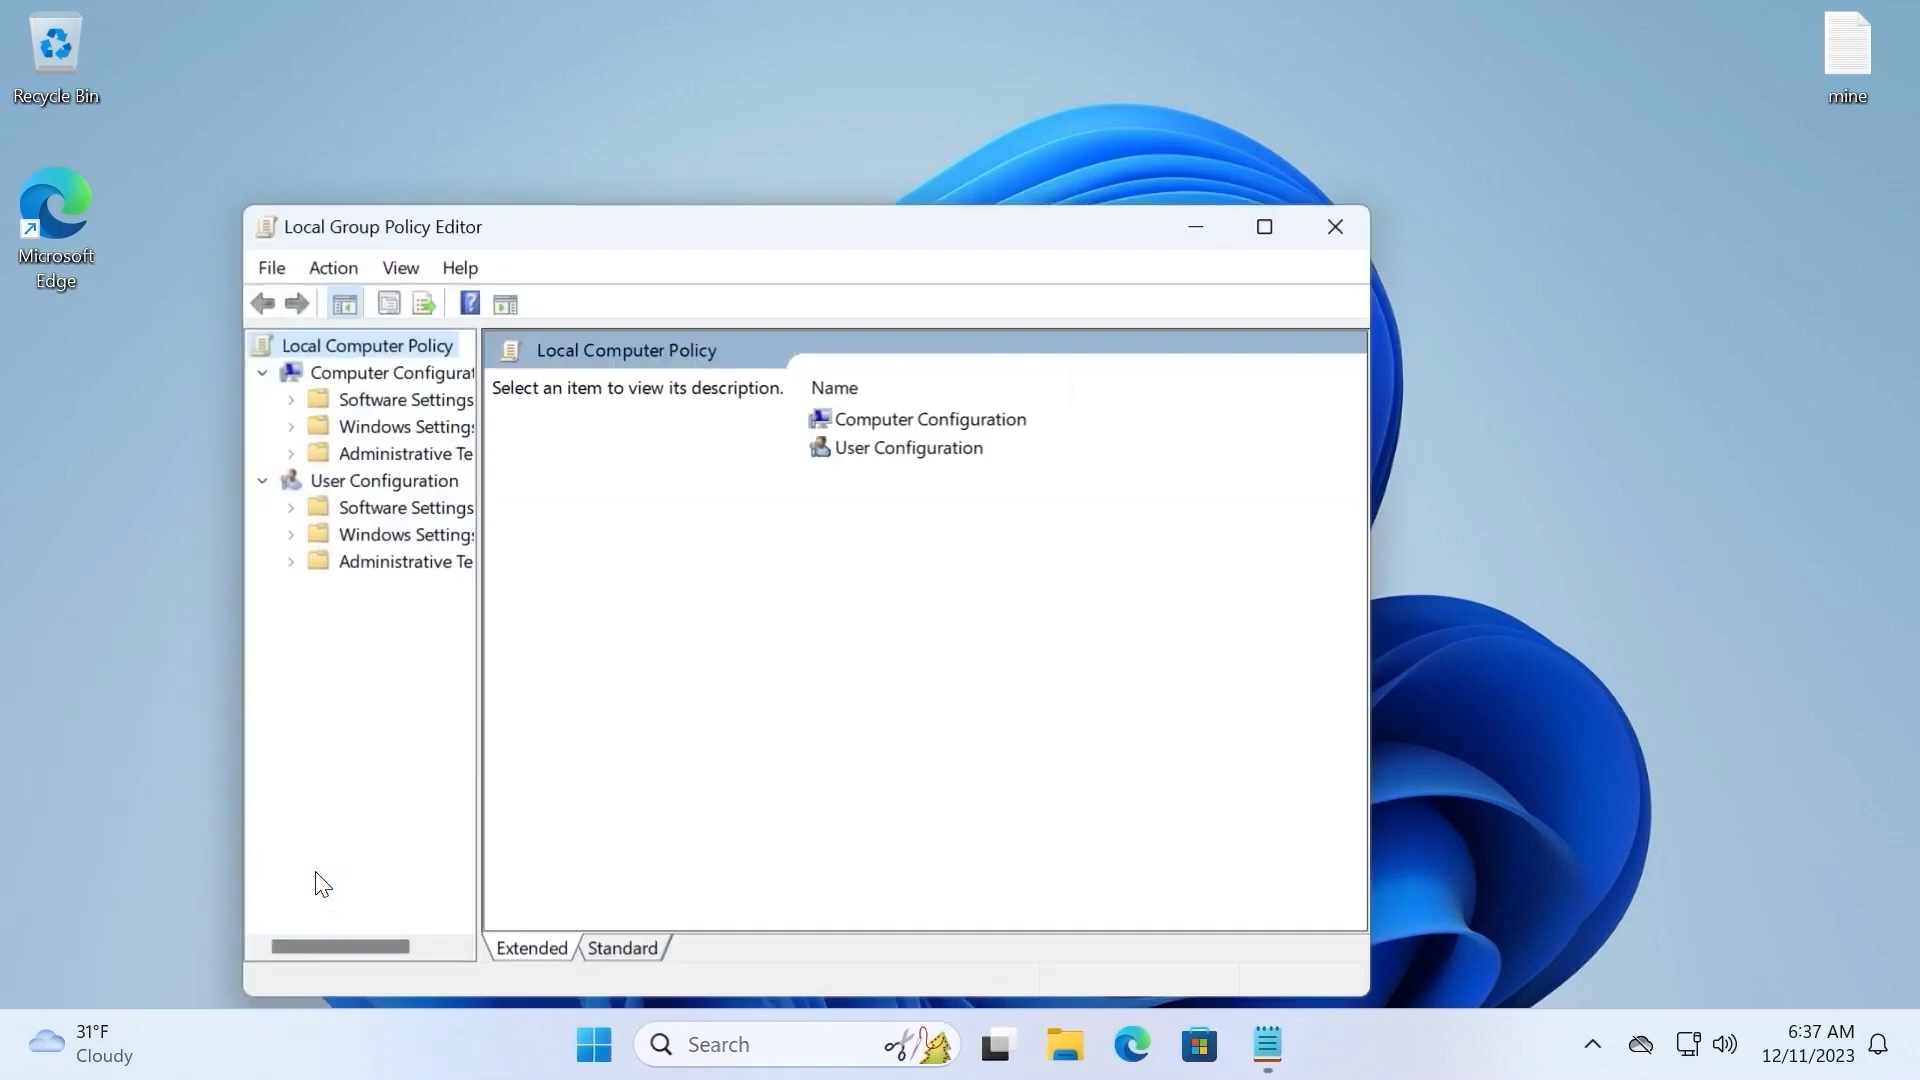 Recycle Bin
mine
Microsoft
Edge
Local Group Policy Editor
File Action View Help
Local Computer Policy
Computer Configurat
Software Settings
Windows Settings
Administrative Te
User Configuration
Software Settings
Windows Settings
Administrative Te
Local Computer Policy
Select an item to view its description.
Name
Computer Configuration
User Configuration
Extended Standard
31°F
Cloudy
Search
6:37 AM
12/11/2023